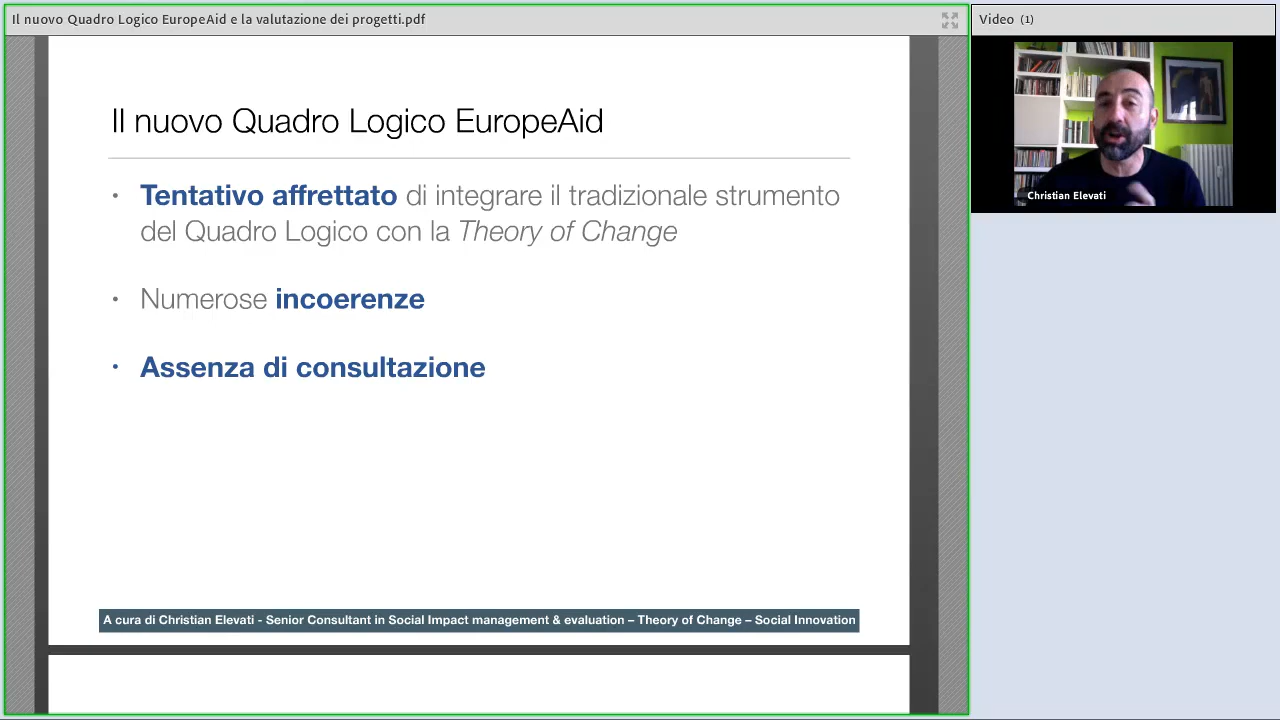 Il nuovo Quadro Logico EuropeAid e la valutazione dei progetti.pdf
Video (1)
Christian Elevati
Il nuovo Quadro Logico EuropeAid
• Tentativo affrettato di integrare il tradizionale strumento
del Quadro Logico con la Theory of Change
• Numerose incoerenze
• Assenza di consultazione
A cura di Christian Elevati - Senior Consultant in Social Impact management & evaluation – Theory of Change – Social Innovation